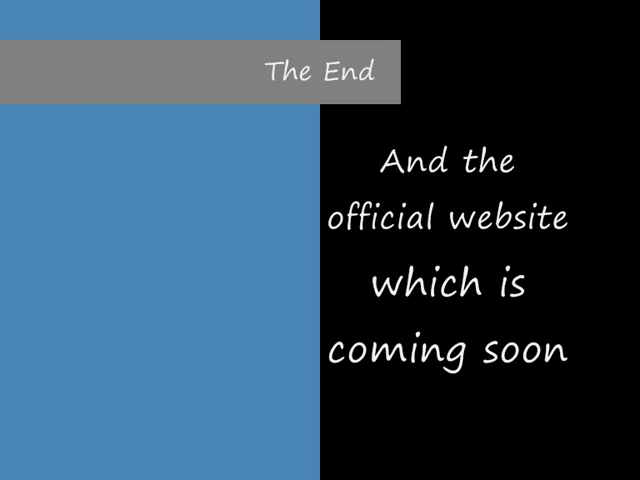 The End
And the
official website
which is
coming soon